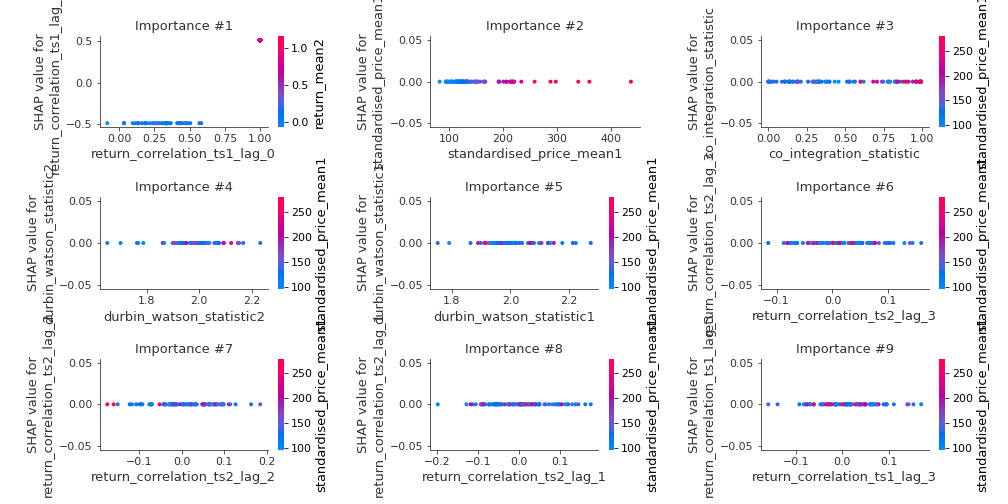 Importance #1
SHAP value for
return_correlation_ts1_lag_
0.5
0.0
−0.5
0.00
0.25
0.50
0.75
1.00
return_correlation_ts1_lag_0
1.0
0.5
0.0
return_mean2
Importance #2
SHAP value for
standardised_price_mean1
0.05
0.00
−0.05
100
200
300
400
standardised_price_mean1
Importance #3
SHAP value for
co_integration_statistic
0.05
0.00
−0.05
0.00
0.25
0.50
0.75
1.00
co_integration_statistic
250
200
150
100
standardised_price_mean1
Importance #4
SHAP value for
durbin_watson_statistic2
0.05
0.00
−0.05
1.8
2.0
2.2
durbin_watson_statistic2
250
200
150
100
standardised_price_mean1
Importance #5
SHAP value for
durbin_watson_statistic1
0.05
0.00
−0.05
1.8
2.0
2.2
durbin_watson_statistic1
250
200
150
100
standardised_price_mean1
Importance #6
SHAP value for
return_correlation_ts2_lag_3
0.05
0.00
−0.05
−0.1
0.0
0.1
return_correlation_ts2_lag_3
250
200
150
100
standardised_price_mean1
Importance #7
SHAP value for
return_correlation_ts2_lag_2
0.05
0.00
−0.05
−0.1
0.0
0.1
0.2
return_correlation_ts2_lag_2
250
200
150
100
standardised_price_mean1
Importance #8
SHAP value for
return_correlation_ts2_lag_1
0.05
0.00
−0.05
−0.2
−0.1
0.0
0.1
return_correlation_ts2_lag_1
250
200
150
100
standardised_price_mean1
Importance #9
SHAP value for
return_correlation_ts1_lag_3
0.05
0.00
−0.05
−0.1
0.0
0.1
return_correlation_ts1_lag_3
250
200
150
100
standardised_price_mean1